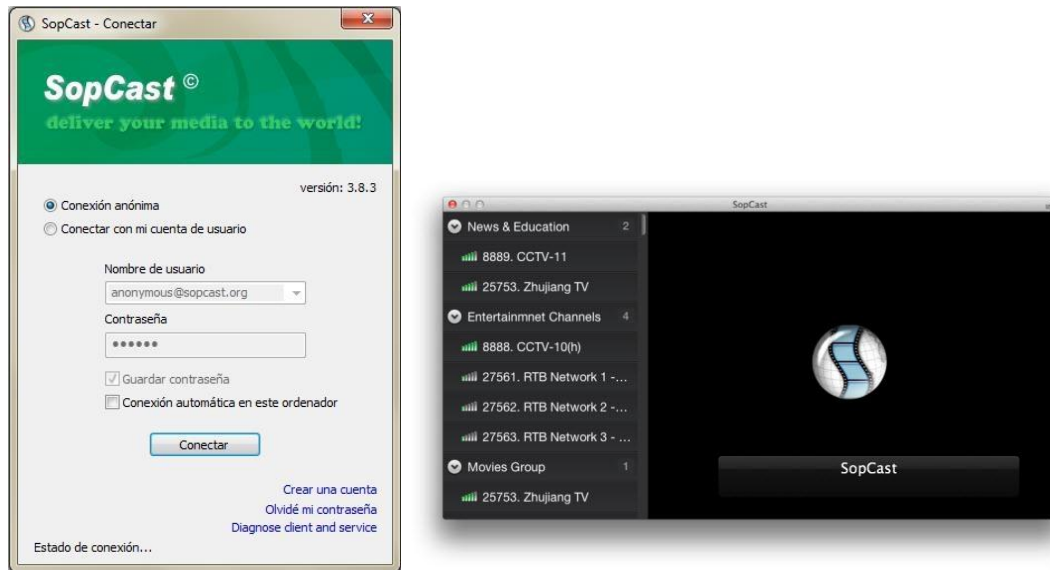 SopCast - Conectar
SopCast ©
deliver your media to the world!
versión: 3.8.3
Conexión anónima
Conectar con mi cuenta de usuario
Nombre de usuario
anonymous@sopcast.org
Contraseña
Guardar contraseña
Conexión automática en este ordenador
Conectar
Crear una cuenta
Olvidé mi contraseña
Diagnose client and service
Estado de conexión...
SopCast
News & Education 2
8889. CCTV-11
25753. Zhujiang TV
Entertainmnet Channels 4
8888. CCTV-10(h)
27561. RTB Network 1 -...
27562. RTB Network 2 -...
27563. RTB Network 3 - ...
Movies Group 1
25753. Zhujiang TV
SopCast